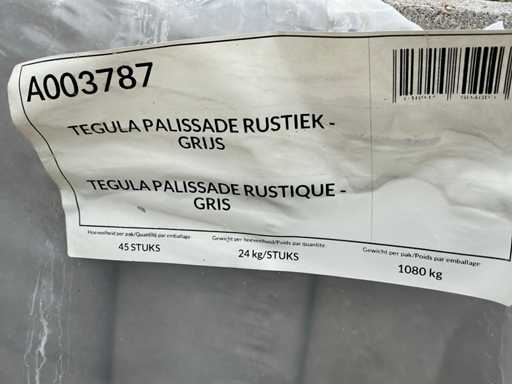 A003787
TEGULA PALISSADE RUSTIEK -
GRIJS
TEGULA PALISSADE RUSTIQUE -
GRIS
Hoeveelheid per pak/Quantité par emballage
45 STUKS
Gewicht per hoeveelheid/Poids par quantite
24 kg/STUKS
Gewicht per pak/Poids par emballage
1080 kg